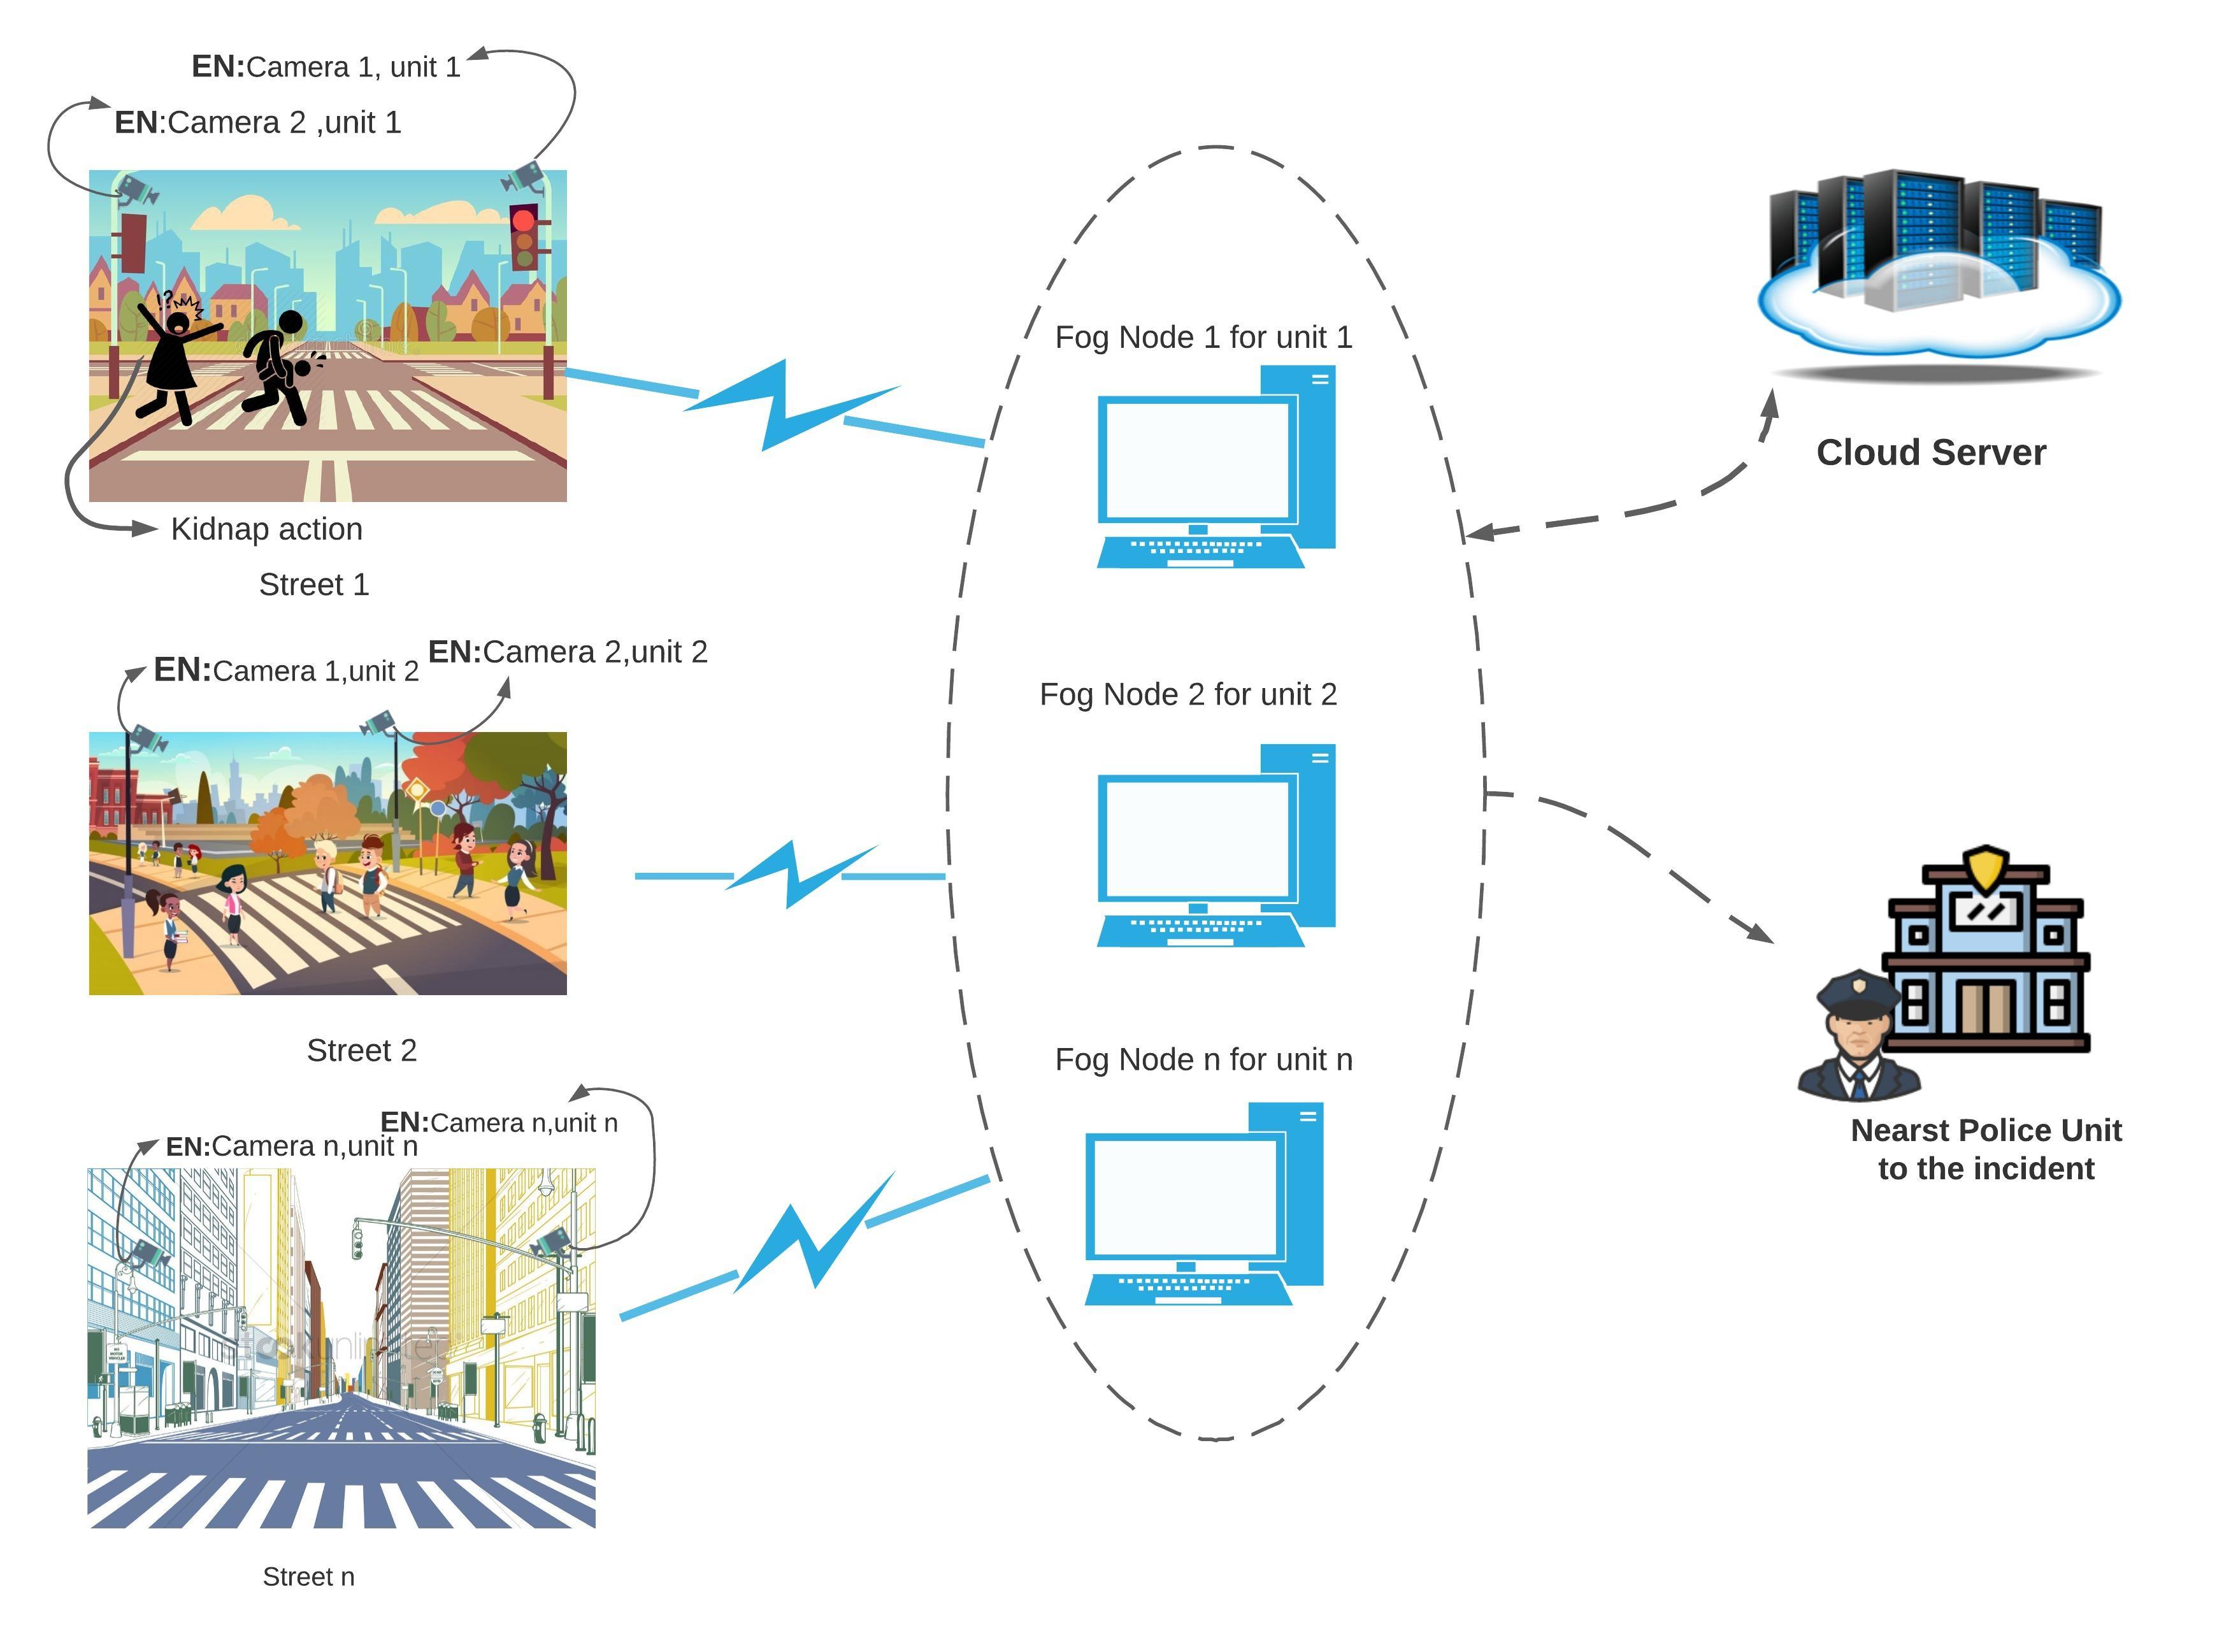 EN:Camera 1, unit 1
EN:Camera 2 ,unit 1
!?
Kidnap action
Street 1
EN:Camera 1,unit 2
EN:Camera 2,unit 2
Street 2
EN:Camera n,unit n
EN:Camera n,unit n
Street n
Fog Node 1 for unit 1
Fog Node 2 for unit 2
Fog Node n for unit n
Cloud Server
Nearst Police Unit
to the incident